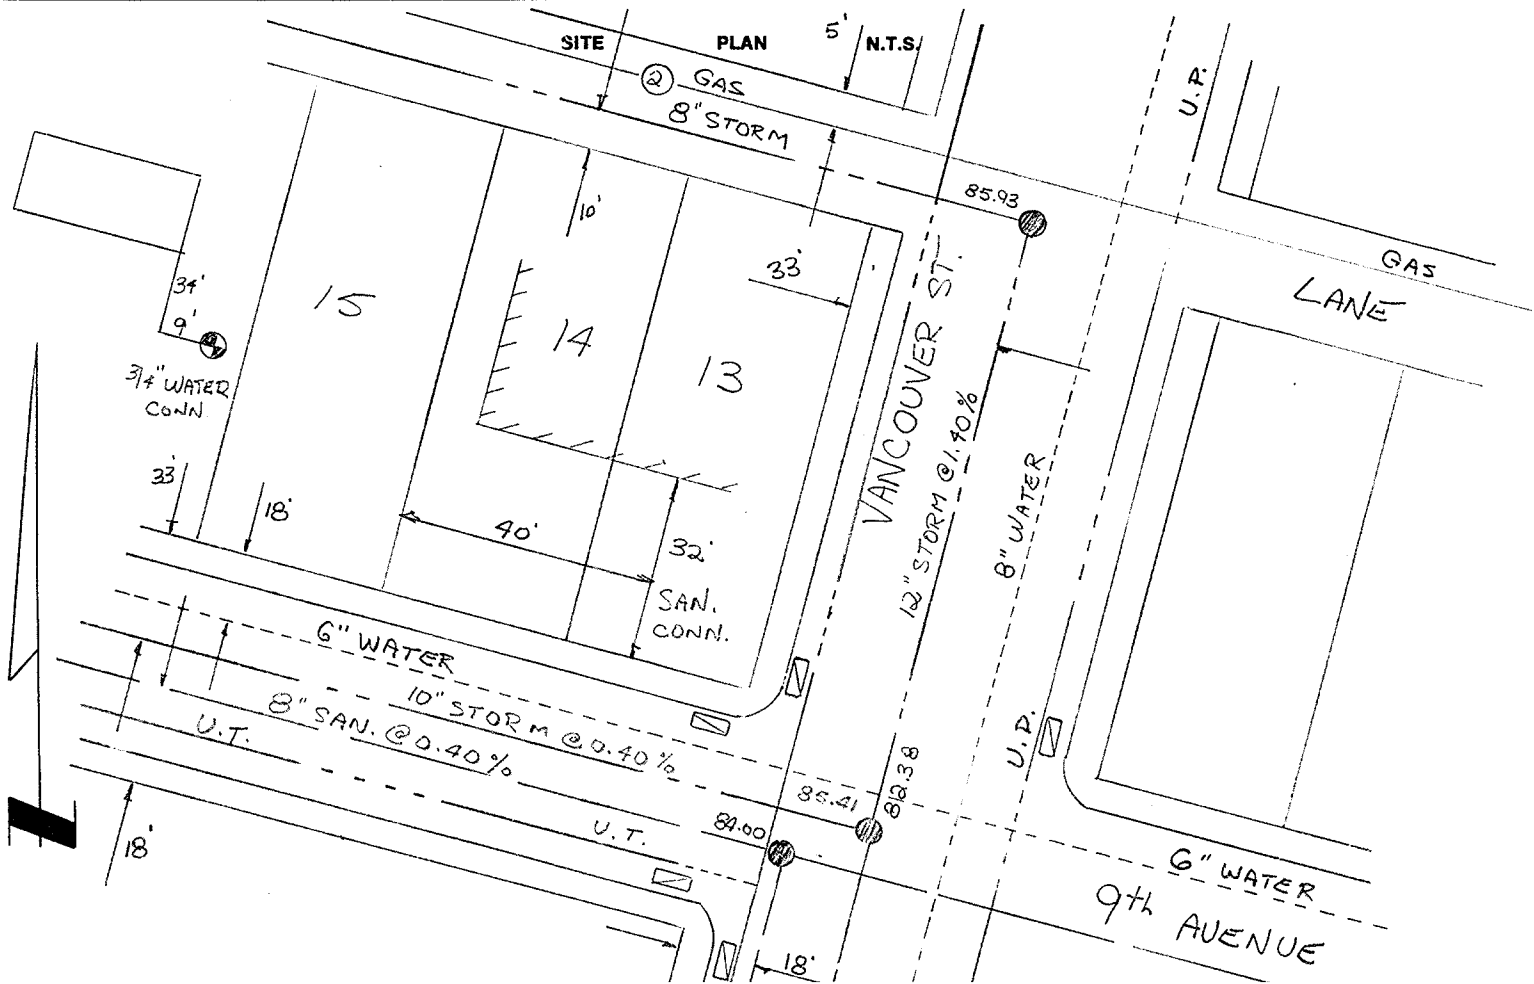 SITE PLAN N.T.S.
5'
② GAS
8" STORM
U.P.
85.93
10'
33'
GAS
LANE
34'
9'
3/4" WATER
CONN.
15
14
13
VANCOUVER ST.
12" STORM @ 1.40%
8" WATER
33'
18'
40'
32'
SAN.
CONN.
6" WATER
10" STORM @ 0.40%
8" SAN. @ 0.40%
U.T.
U.T.
85.41
84.00
18'
18'
6" WATER
9th AVENUE